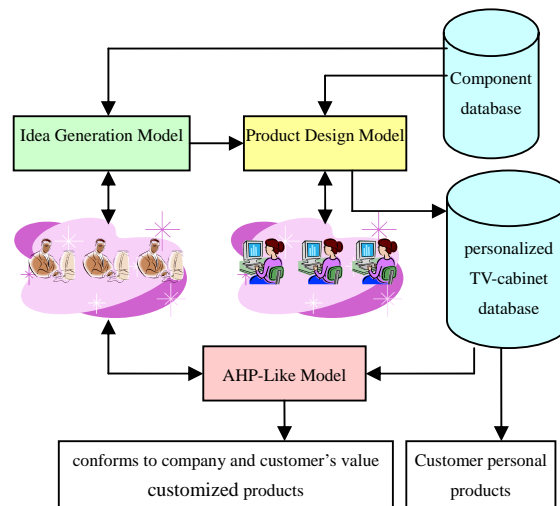 Component
database
Idea Generation Model
Product Design Model
personalized
TV-cabinet
database
AHP-Like Model
conforms to company and customer's value
customized products
Customer personal
products